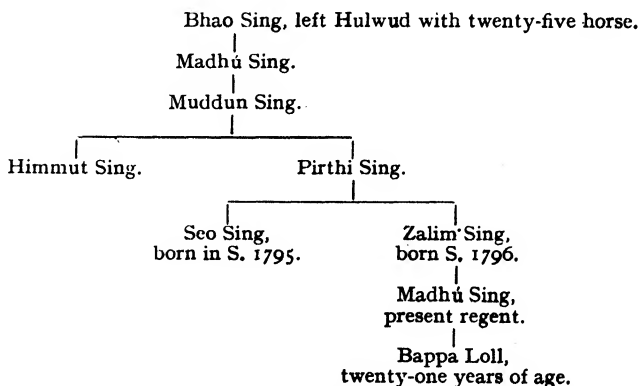 Bhao Sing, left Hulwud with twenty-five horse.
Madhú Sing.
Muddun Sing.
Himmut Sing.
Pirthi Sing.
Seo Sing,
born in S. 1795.
Zalim Sing,
born S. 1796.
Madhú Sing,
present regent.
Bappa Loll,
twenty-one years of age.